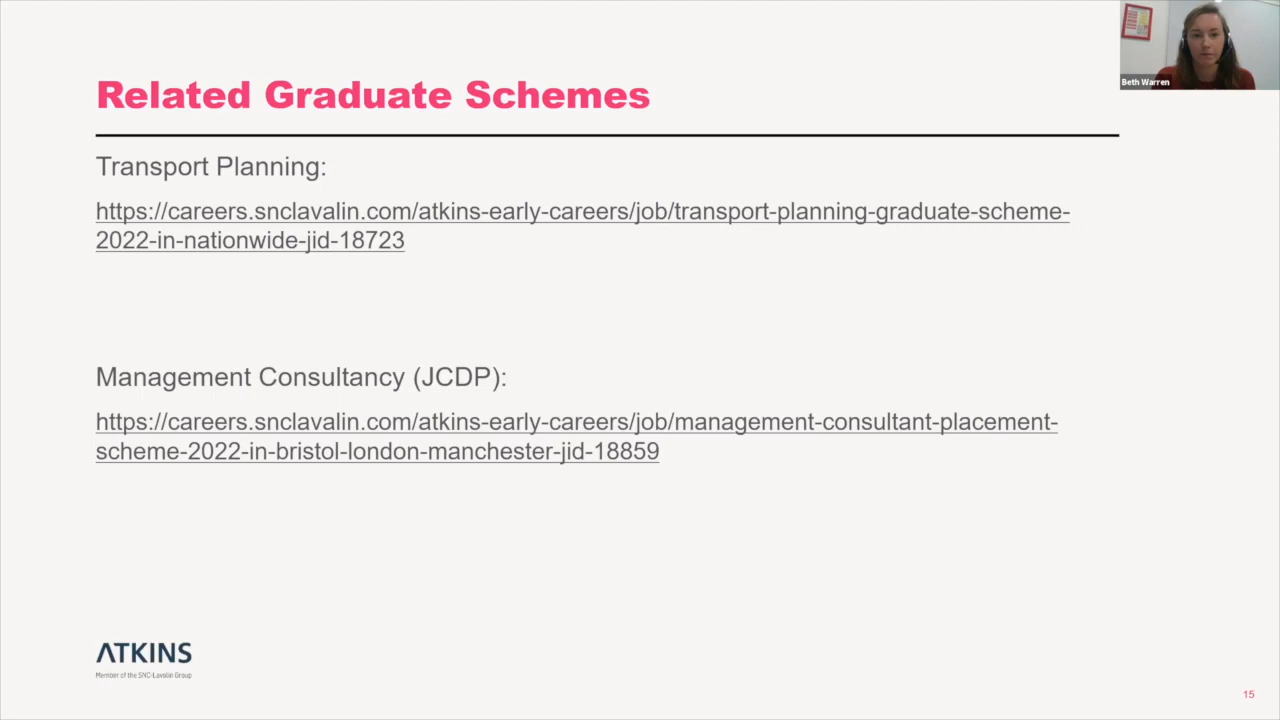 Beth Warren
Related Graduate Schemes
Transport Planning:
https://careers.snclavalin.com/atkins-early-careers/job/transport-planning-graduate-scheme-
2022-in-nationwide-jid-18723
Management Consultancy (JCDP):
https://careers.snclavalin.com/atkins-early-careers/job/management-consultant-placement-
scheme-2022-in-bristol-london-manchester-jid-18859
ATKINS
Member of the SNC-Lavalin Group
15